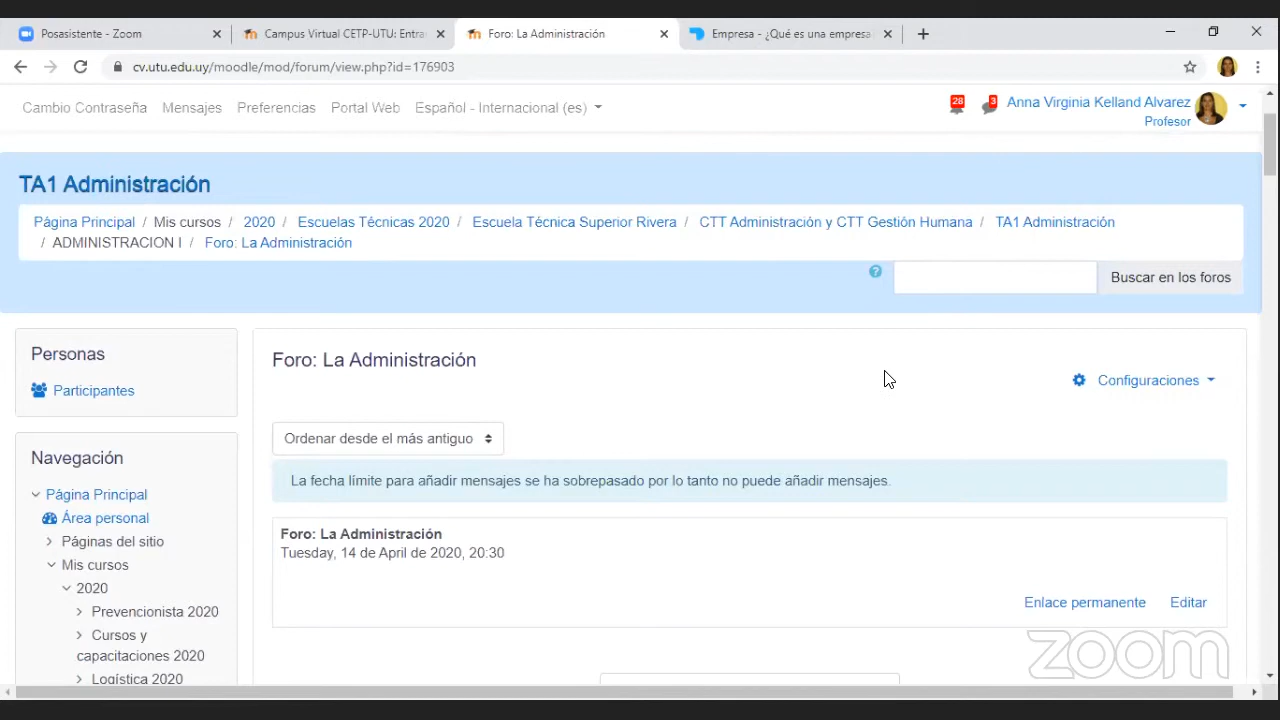 Posasistente - Zoom
Campus Virtual CETP-UTU: Entra
Foro: La Administración
Empresa - ¿Qué es una empresa
cv.utu.edu.uy/moodle/mod/forum/view.php?id=176903
Cambio Contraseña Mensajes Preferencias Portal Web Español - Internacional (es)
28
3
Anna Virginia Kelland Alvarez
Profesor
TA1 Administración
Página Principal / Mis cursos / 2020 / Escuelas Técnicas 2020 / Escuela Técnica Superior Rivera / CTT Administración y CTT Gestión Humana / TA1 Administración
/ ADMINISTRACION I / Foro: La Administración
?
Buscar en los foros
Personas
Participantes
Navegación
Página Principal
Área personal
Páginas del sitio
Mis cursos
2020
Prevencionista 2020
Cursos y
capacitaciones 2020
Logística 2020
Foro: La Administración
Configuraciones
Ordenar desde el más antiguo
La fecha límite para añadir mensajes se ha sobrepasado por lo tanto no puede añadir mensajes.
Foro: La Administración
Tuesday, 14 de April de 2020, 20:30
Enlace permanente Editar
zoom